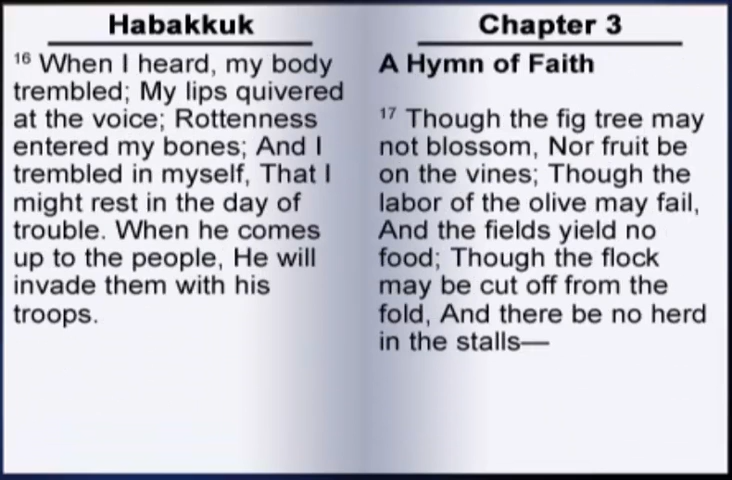 Habakkuk
16 When I heard, my body
trembled; My lips quivered
at the voice; Rottenness
entered my bones; And I
trembled in myself, That I
might rest in the day of
trouble. When he comes
up to the people, He will
invade them with his
troops.
Chapter 3
A Hymn of Faith
17 Though the fig tree may
not blossom, Nor fruit be
on the vines; Though the
labor of the olive may fail,
And the fields yield no
food; Though the flock
may be cut off from the
fold, And there be no herd
in the stalls—